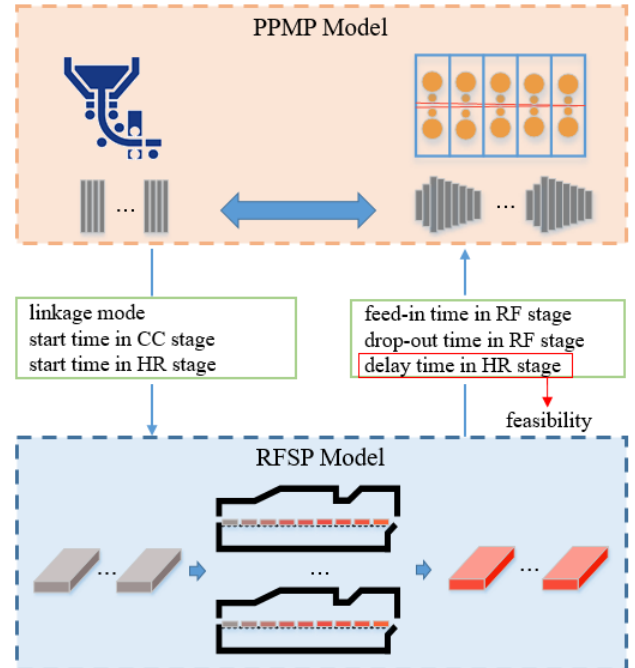 PPMP Model
...
...
linkage mode
start time in CC stage
start time in HR stage
feed-in time in RF stage
drop-out time in RF stage
delay time in HR stage
feasibility
RFSP Model
...
...
...